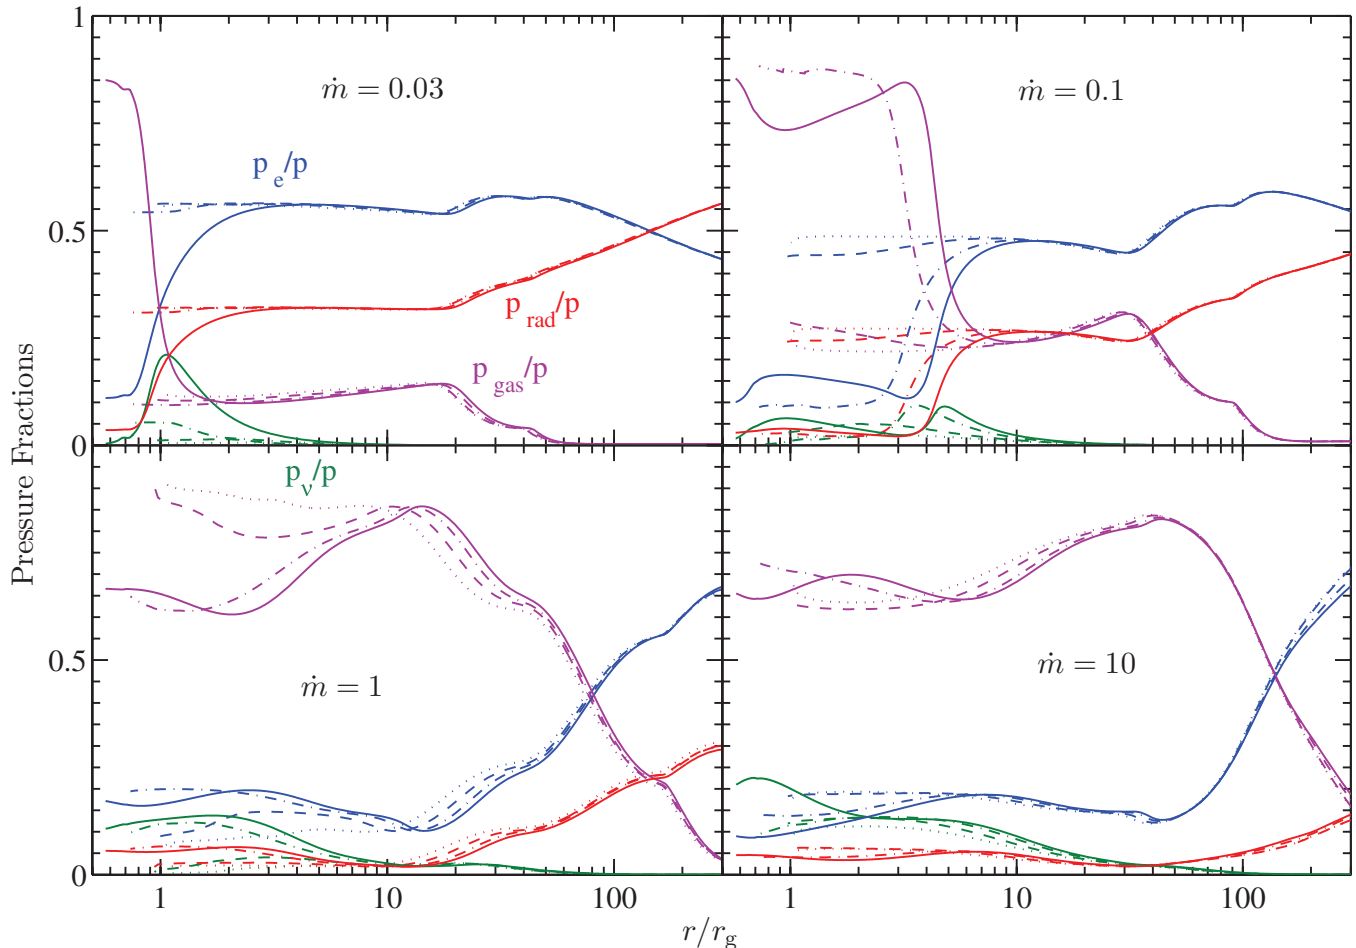 1
ṁ = 0.03
ṁ = 0.1
p_e/p
0.5
p_rad/p
p_gas/p
0
p_ν/p
ṁ = 1
ṁ = 10
0.5
0
1
10
100
1
10
100
r/r_g
Pressure Fractions